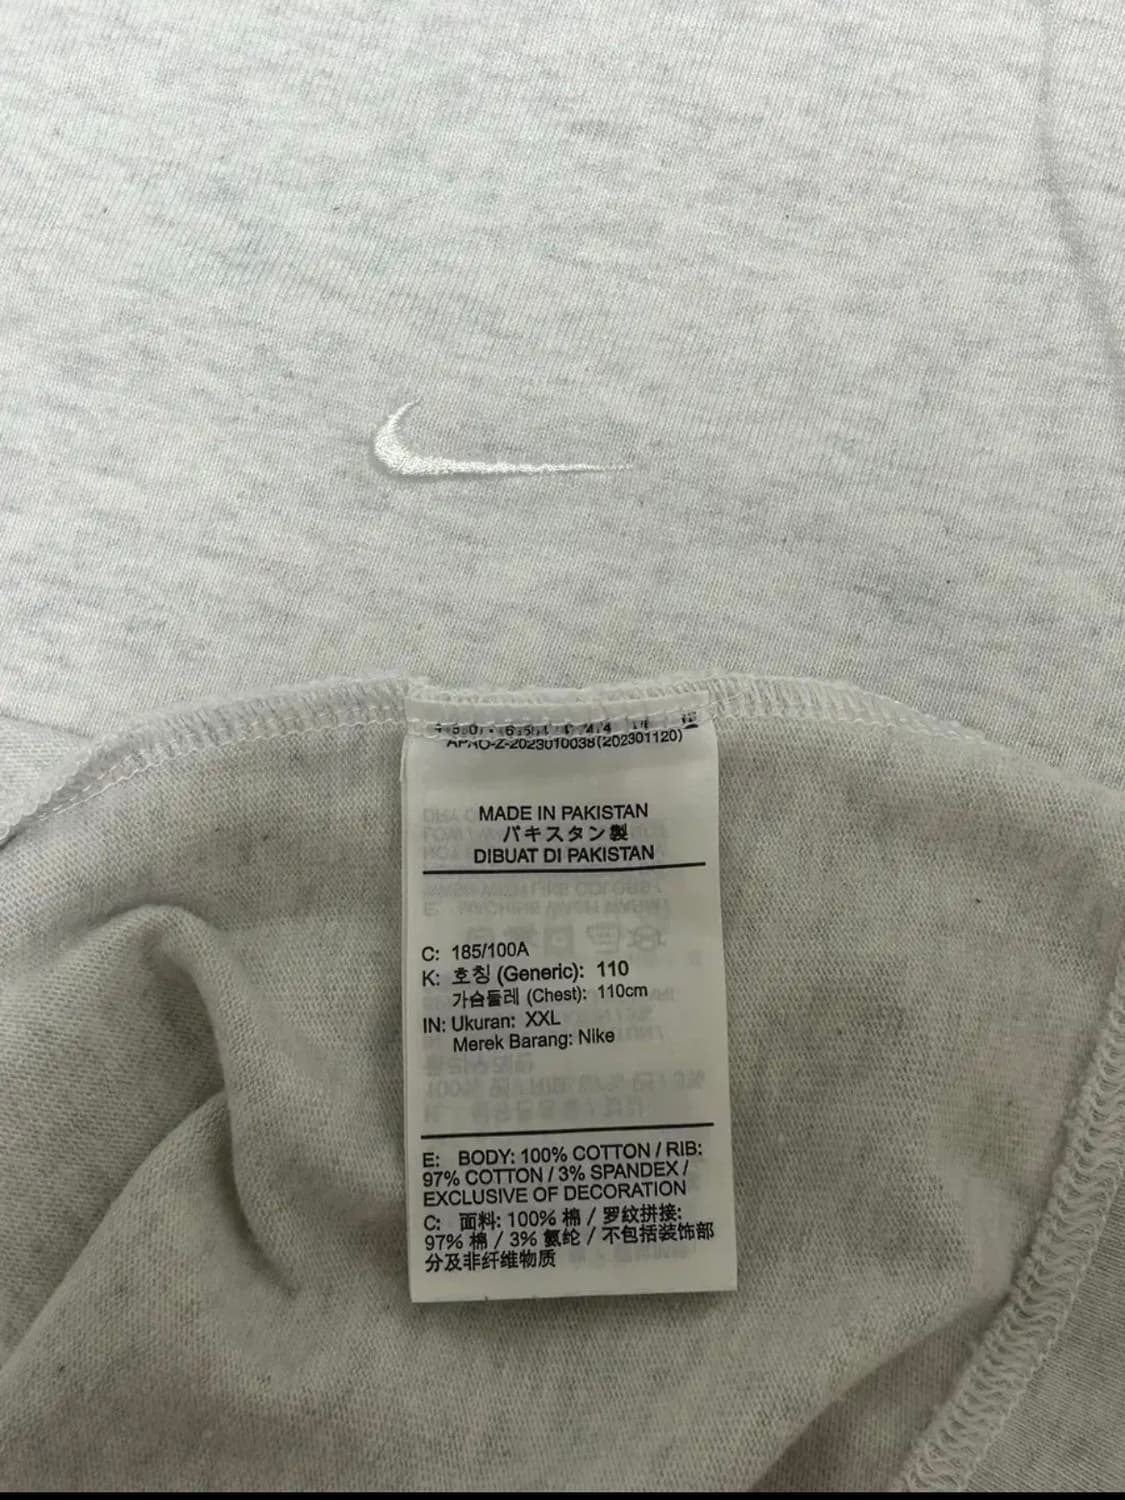 APHO-Z-2023010038(202301120)
MADE IN PAKISTAN
パキスタン製
DIBUAT DI PAKISTAN
C: 185/100A
K: 호칭 (Generic): 110
가슴둘레 (Chest): 110cm
IN: Ukuran: XXL
Merek Barang: Nike
E: BODY: 100% COTTON / RIB:
97% COTTON / 3% SPANDEX /
EXCLUSIVE OF DECORATION
C: 面料: 100% 棉 / 罗纹拼接:
97% 棉 / 3% 氨纶 / 不包括装饰部
分及非纤维物质